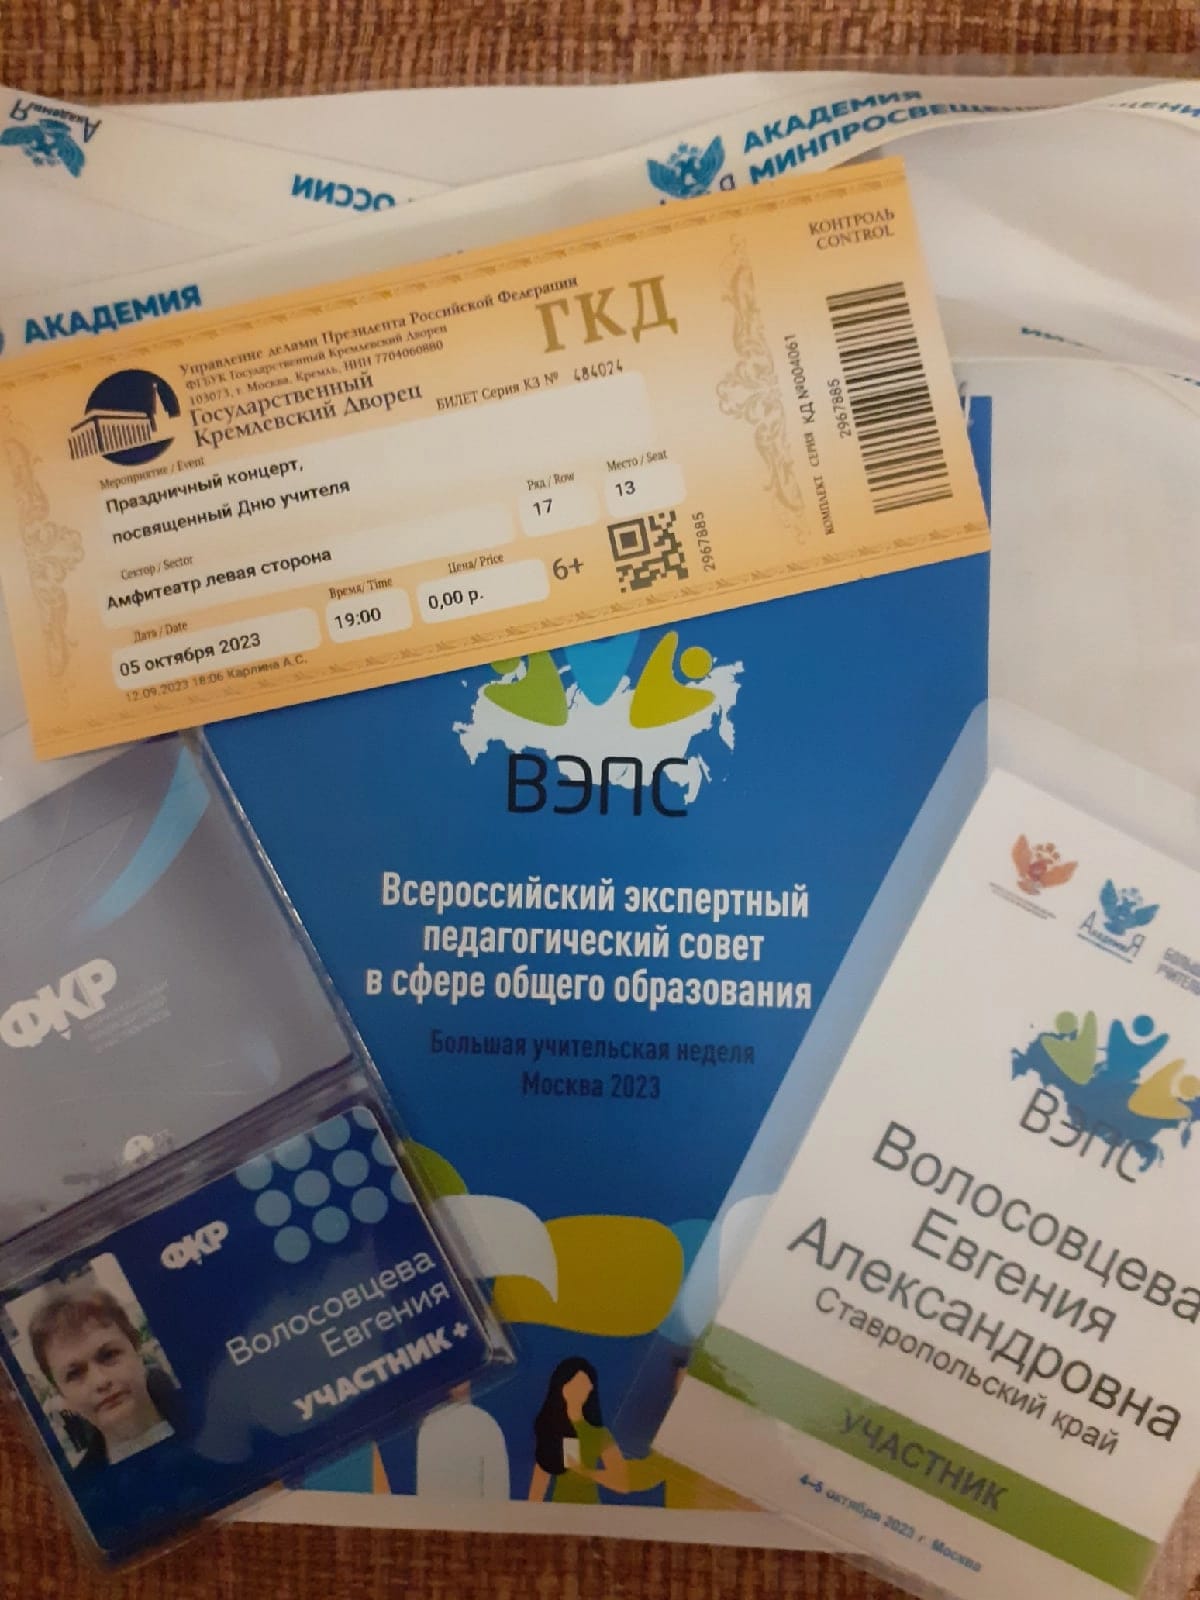 АкадемиЯ
РОССИИ
АКАДЕМИЯ
МИНПРОСВЕЩЕНИЯ
АКАДЕМИЯ
КОНТРОЛЬ
CONTROL
Управление делами Президента Российской Федерации
ФГБУК Государственный Кремлевский Дворец
103073, г. Москва, Кремль, ИНН 7704060880
Государственный
Кремлевский Дворец
ГКД
БИЛЕТ Серия КЗ № 484024
Мероприятие / Event
Праздничный концерт,
посвященный Дню учителя
Ряд / Row
17
Место / Seat
13
Сектор / Sector
Амфитеатр левая сторона
Дата / Date
05 октября 2023
Время / Time
19:00
Цена/ Price
0,00 р.
6+
2967885
12.09.2023 18:06 Карлина А.С.
КОМПЛЕКТ СЕРИЯ КД №004061
2967885
ВЭПС
Всероссийский экспертный
педагогический совет
в сфере общего образования
Большая учительская неделя
Москва 2023
ФКР
ФКР
Волосовцева
Евгения
УЧАСТНИК +
АкадемиЯ
ВЭПС
Волосовцева
Евгения
Александровна
Ставропольский край
УЧАСТНИК
4–5 октября 2023 г. Москва